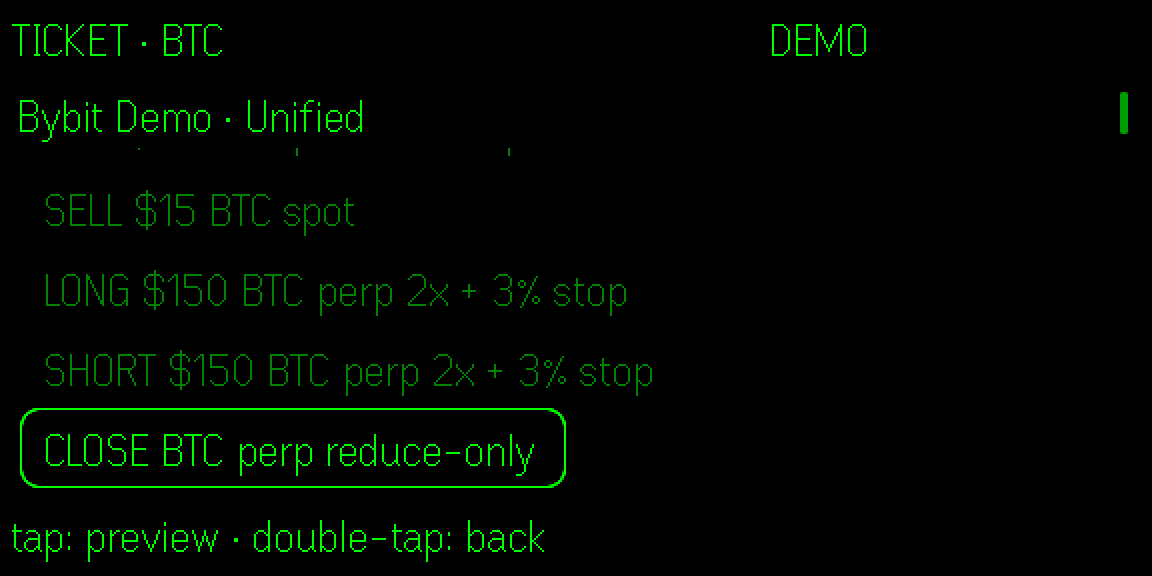 TICKET · BTC DEMO
Bybit Demo · Unified
SELL $15 BTC spot
LONG $150 BTC perp 2x + 3% stop
SHORT $150 BTC perp 2x + 3% stop
CLOSE BTC perp reduce-only
tap: preview · double-tap: back